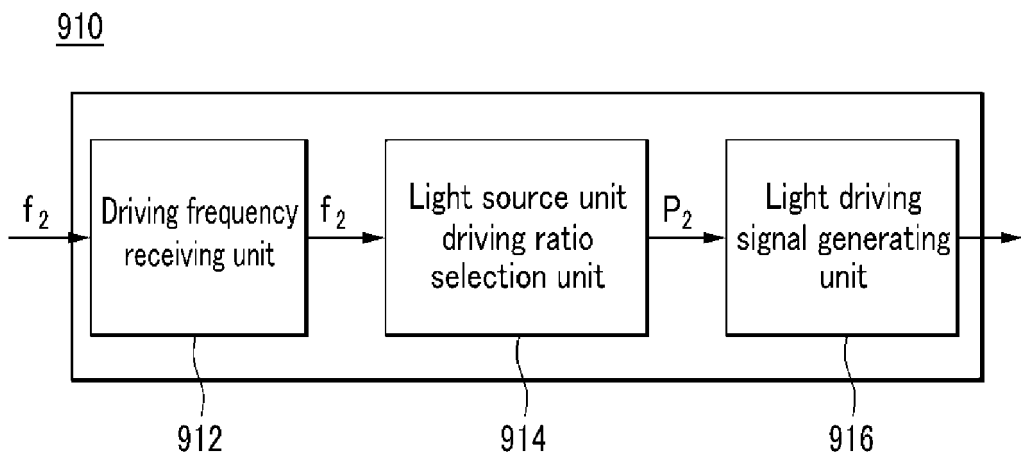 910
f2
Driving frequency
receiving unit
f2
Light source unit
driving ratio
selection unit
P2
Light driving
signal generating
unit
912
914
916